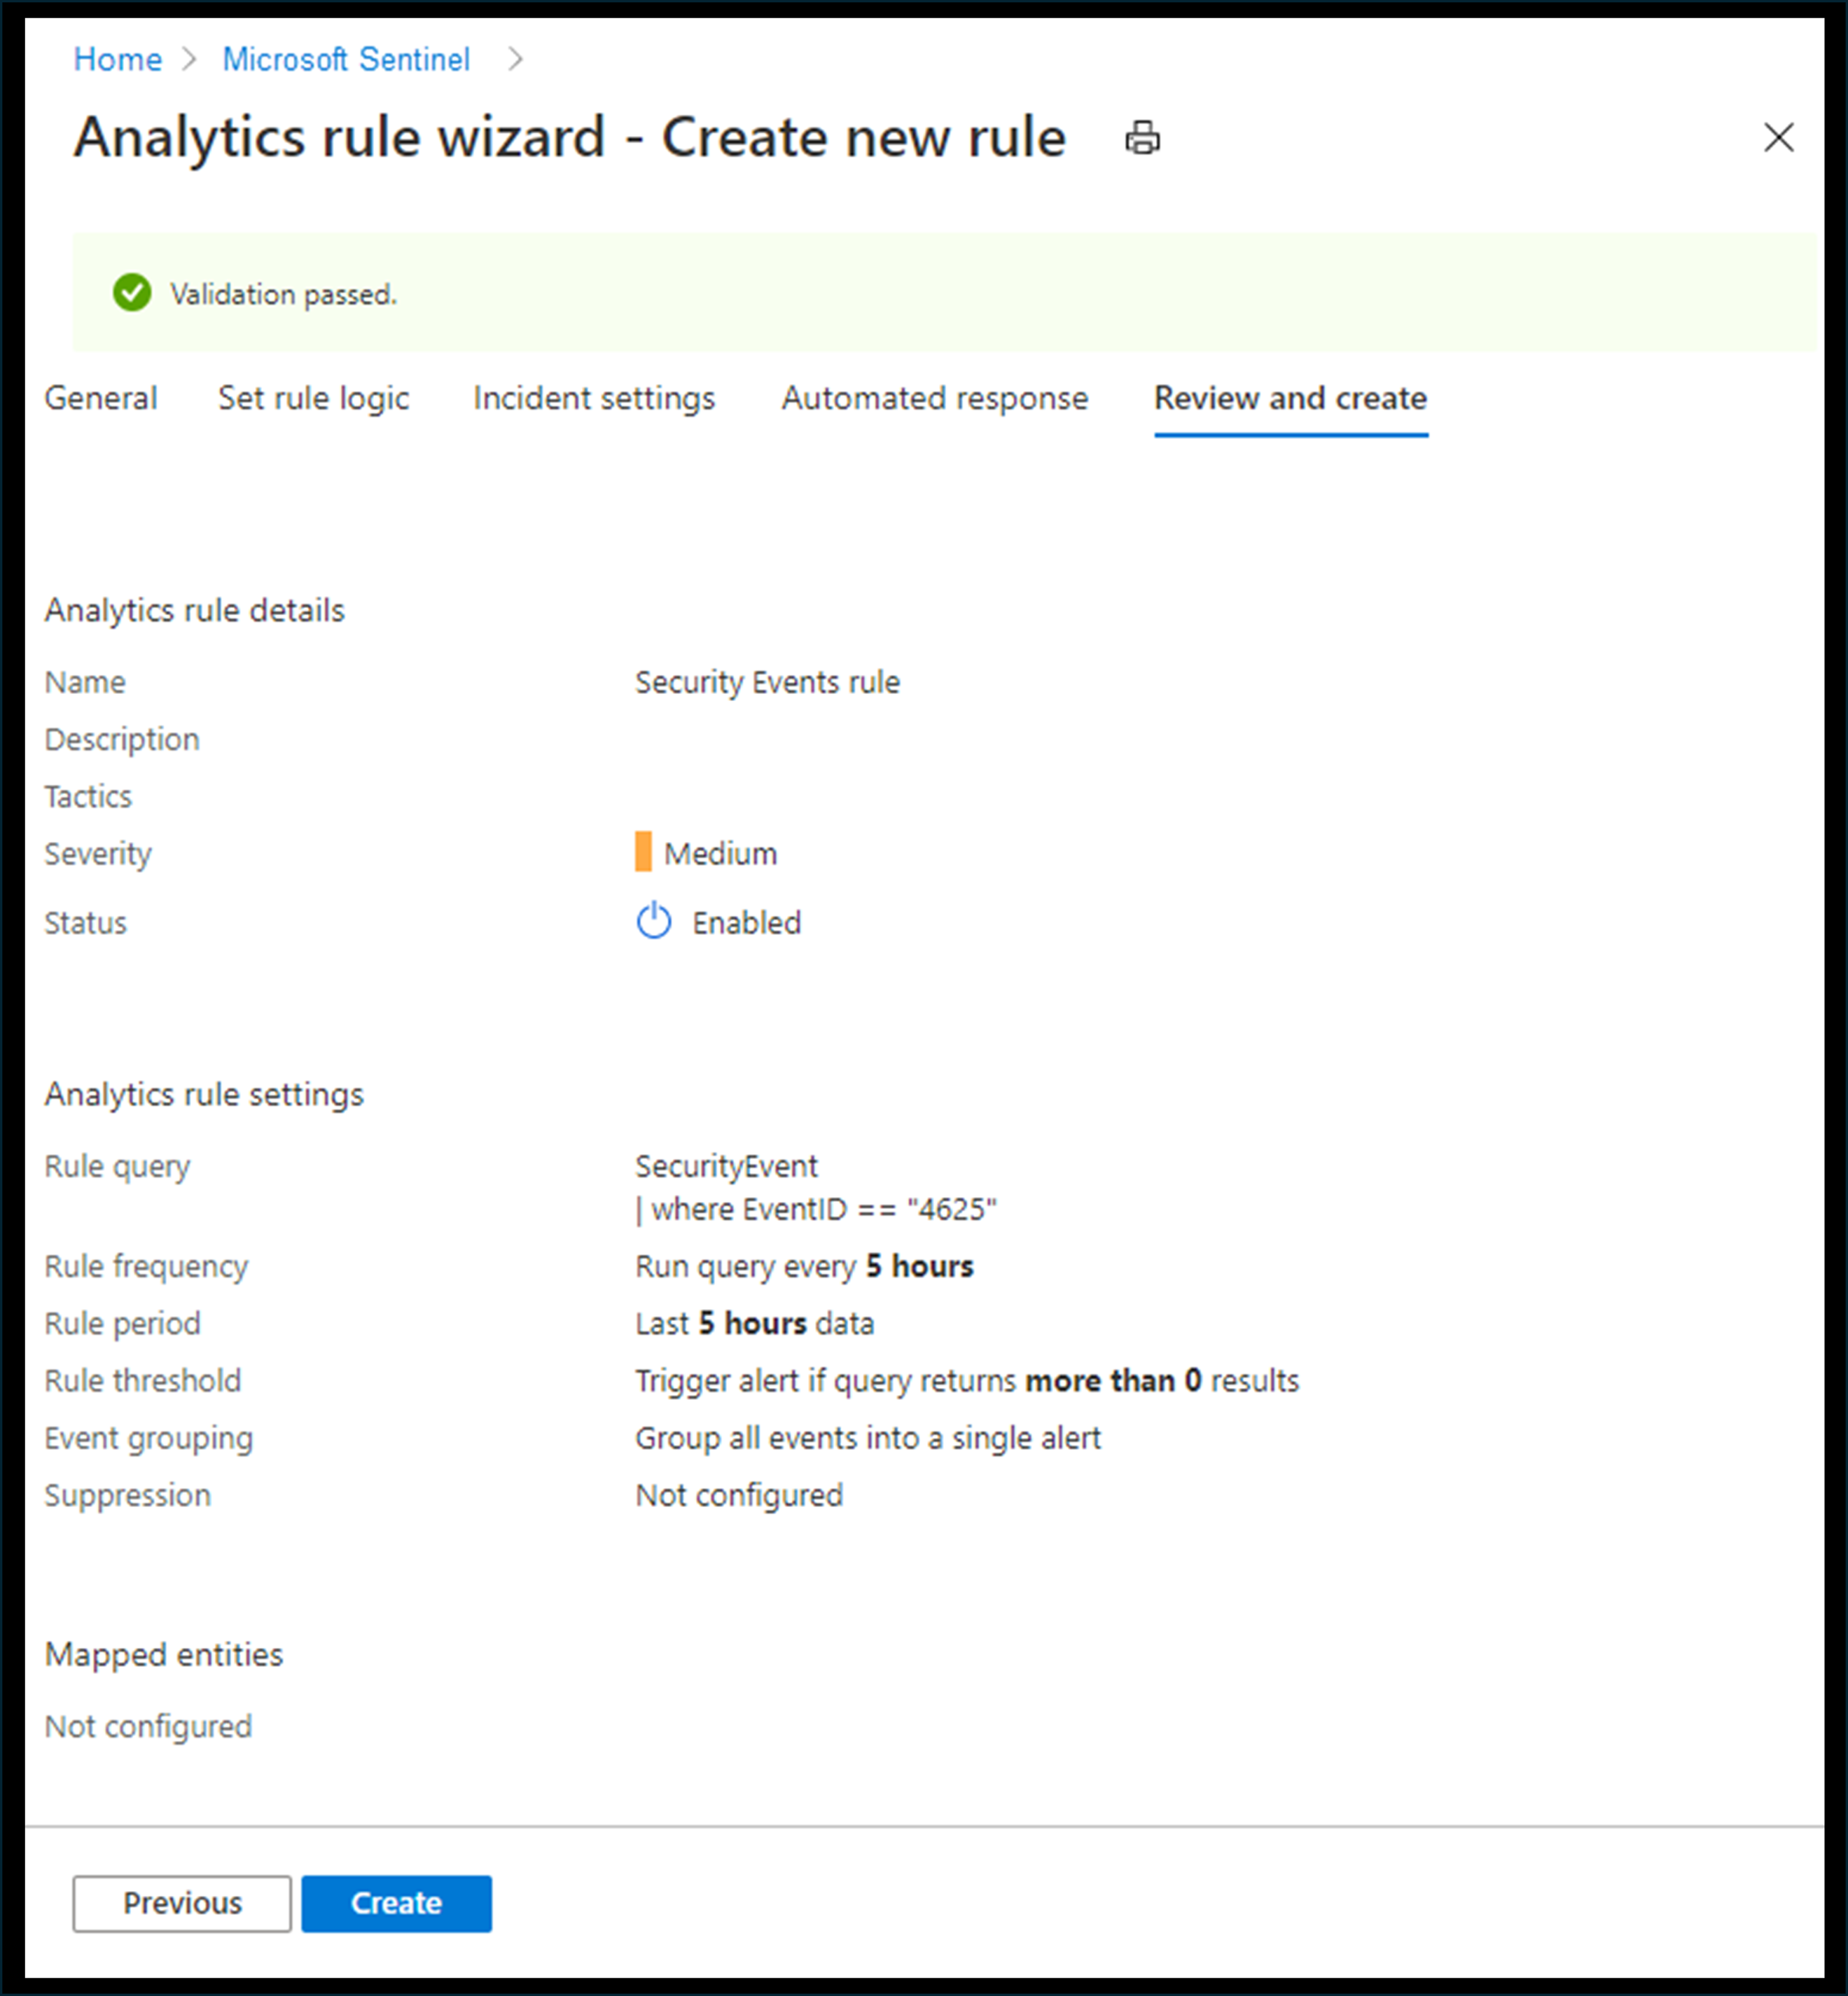 Home > Microsoft Sentinel >
Analytics rule wizard - Create new rule
Validation passed.
General Set rule logic Incident settings Automated response Review and create
Analytics rule details
Name Security Events rule
Description
Tactics
Severity Medium
Status Enabled
Analytics rule settings
Rule query SecurityEvent
| where EventID == "4625"
Rule frequency Run query every 5 hours
Rule period Last 5 hours data
Rule threshold Trigger alert if query returns more than 0 results
Event grouping Group all events into a single alert
Suppression Not configured
Mapped entities
Not configured
Previous Create